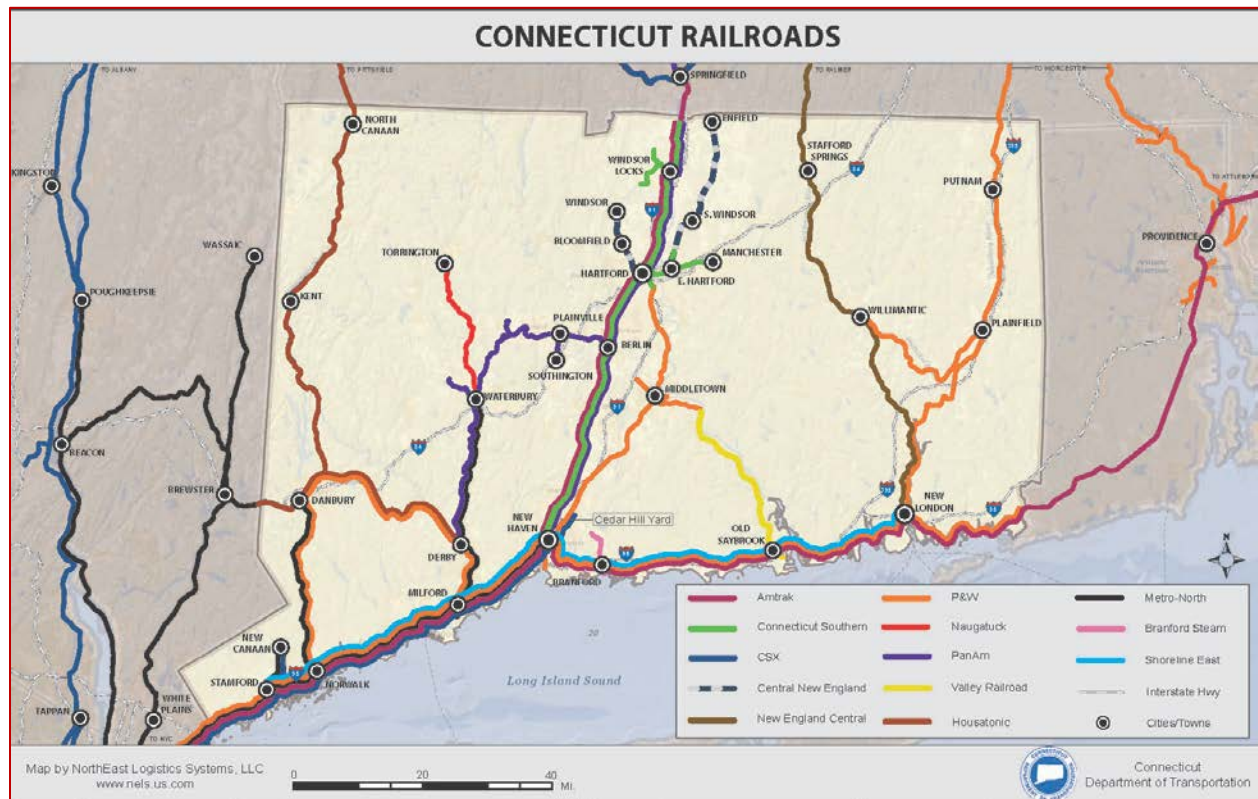 CONNECTICUT RAILROADS
TO ALBANY
TO PITTSFIELD
TO PALMER
TO WORCESTER
SPRINGFIELD
NORTH
CANAAN
ENFIELD
STAFFORD
SPRINGS
WINDSOR
LOCKS
KINGSTON
PUTNAM
WINDSOR
S. WINDSOR
BLOOMFIELD
WASSAIC
TORRINGTON
MANCHESTER
PROVIDENCE
HARTFORD
E. HARTFORD
POUGHKEEPSIE
KENT
PLAINVILLE
WILLIMANTIC
PLAINFIELD
BERLIN
SOUTHINGTON
WATERBURY
MIDDLETOWN
BEACON
BREWSTER
DANBURY
NEW
HAVEN
Cedar Hill Yard
NEW
LONDON
OLD
SAYBROOK
DERBY
BRANFORD
MILFORD
NEW
CANAAN
STAMFORD
NORWALK
WHITE
PLAINS
TAPPAN
TO NYC
20
Long Island Sound
N
Amtrak
P&W
Metro-North
Connecticut Southern
Naugatuck
Branford Steam
CSX
PanAm
Shoreline East
Central New England
Valley Railroad
Interstate Hwy
New England Central
Housatonic
Cities/Towns
Map by NorthEast Logistics Systems, LLC
www.nels.us.com
0 20 40
Mi.
Connecticut
Department of Transportation